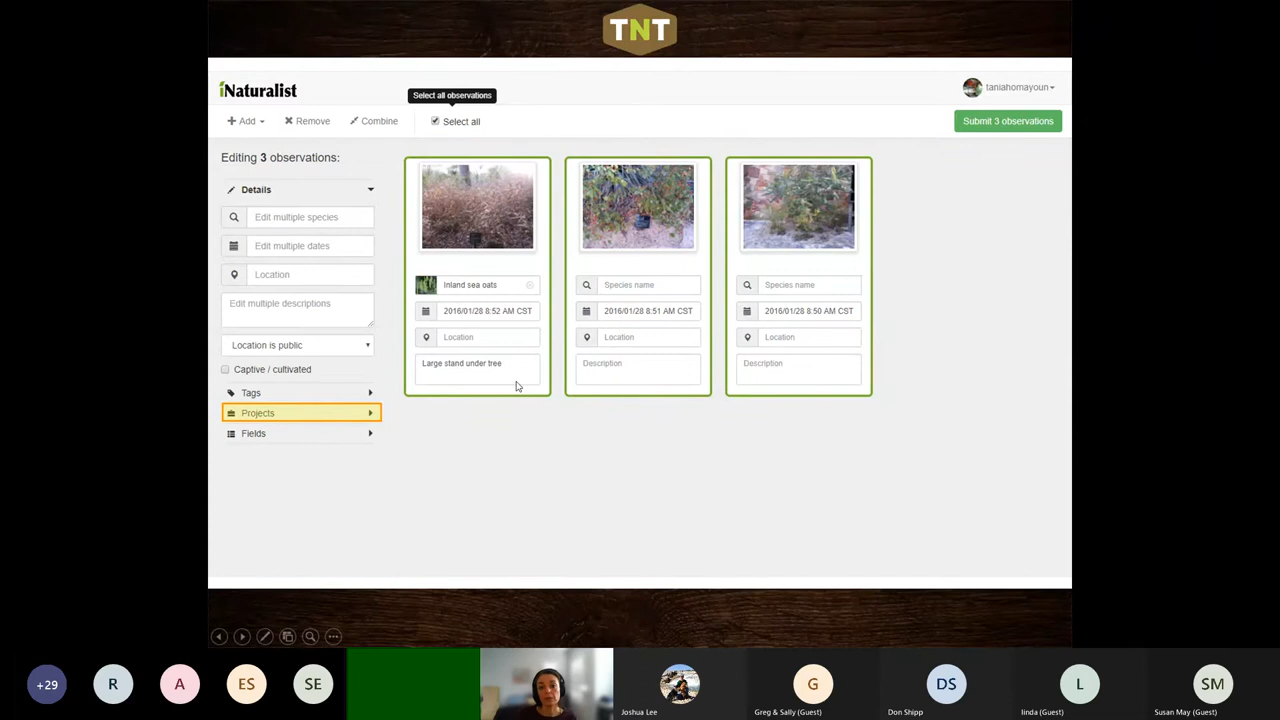 TNT
iNaturalist
taniahomayoun
Select all observations
Add
Remove
Combine
Select all
Submit 3 observations
Editing 3 observations:
Details
Edit multiple species
Edit multiple dates
Location
Edit multiple descriptions
Location is public
Captive / cultivated
Tags
Projects
Fields
Inland sea oats
2016/01/28 8:52 AM CST
Location
Large stand under tree
Species name
2016/01/28 8:51 AM CST
Location
Description
Species name
2016/01/28 8:50 AM CST
Location
Description
+29
R
A
ES
SE
Joshua Lee
G
Greg & Sally (Guest)
DS
Don Shipp
L
linda (Guest)
SM
Susan May (Guest)